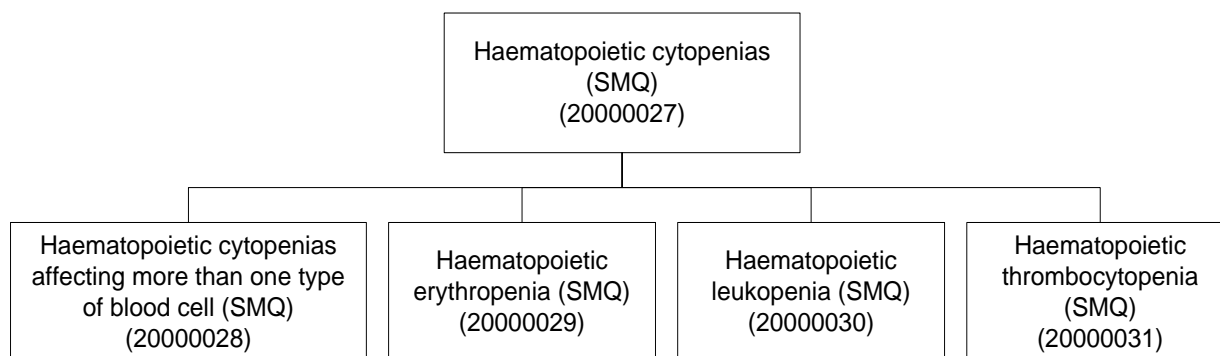 Haematopoietic cytopenias
(SMQ)
(20000027)
Haematopoietic cytopenias
affecting more than one type
of blood cell (SMQ)
(20000028)
Haematopoietic
erythropenia (SMQ)
(20000029)
Haematopoietic
leukopenia (SMQ)
(20000030)
Haematopoietic
thrombocytopenia
(SMQ)
(20000031)